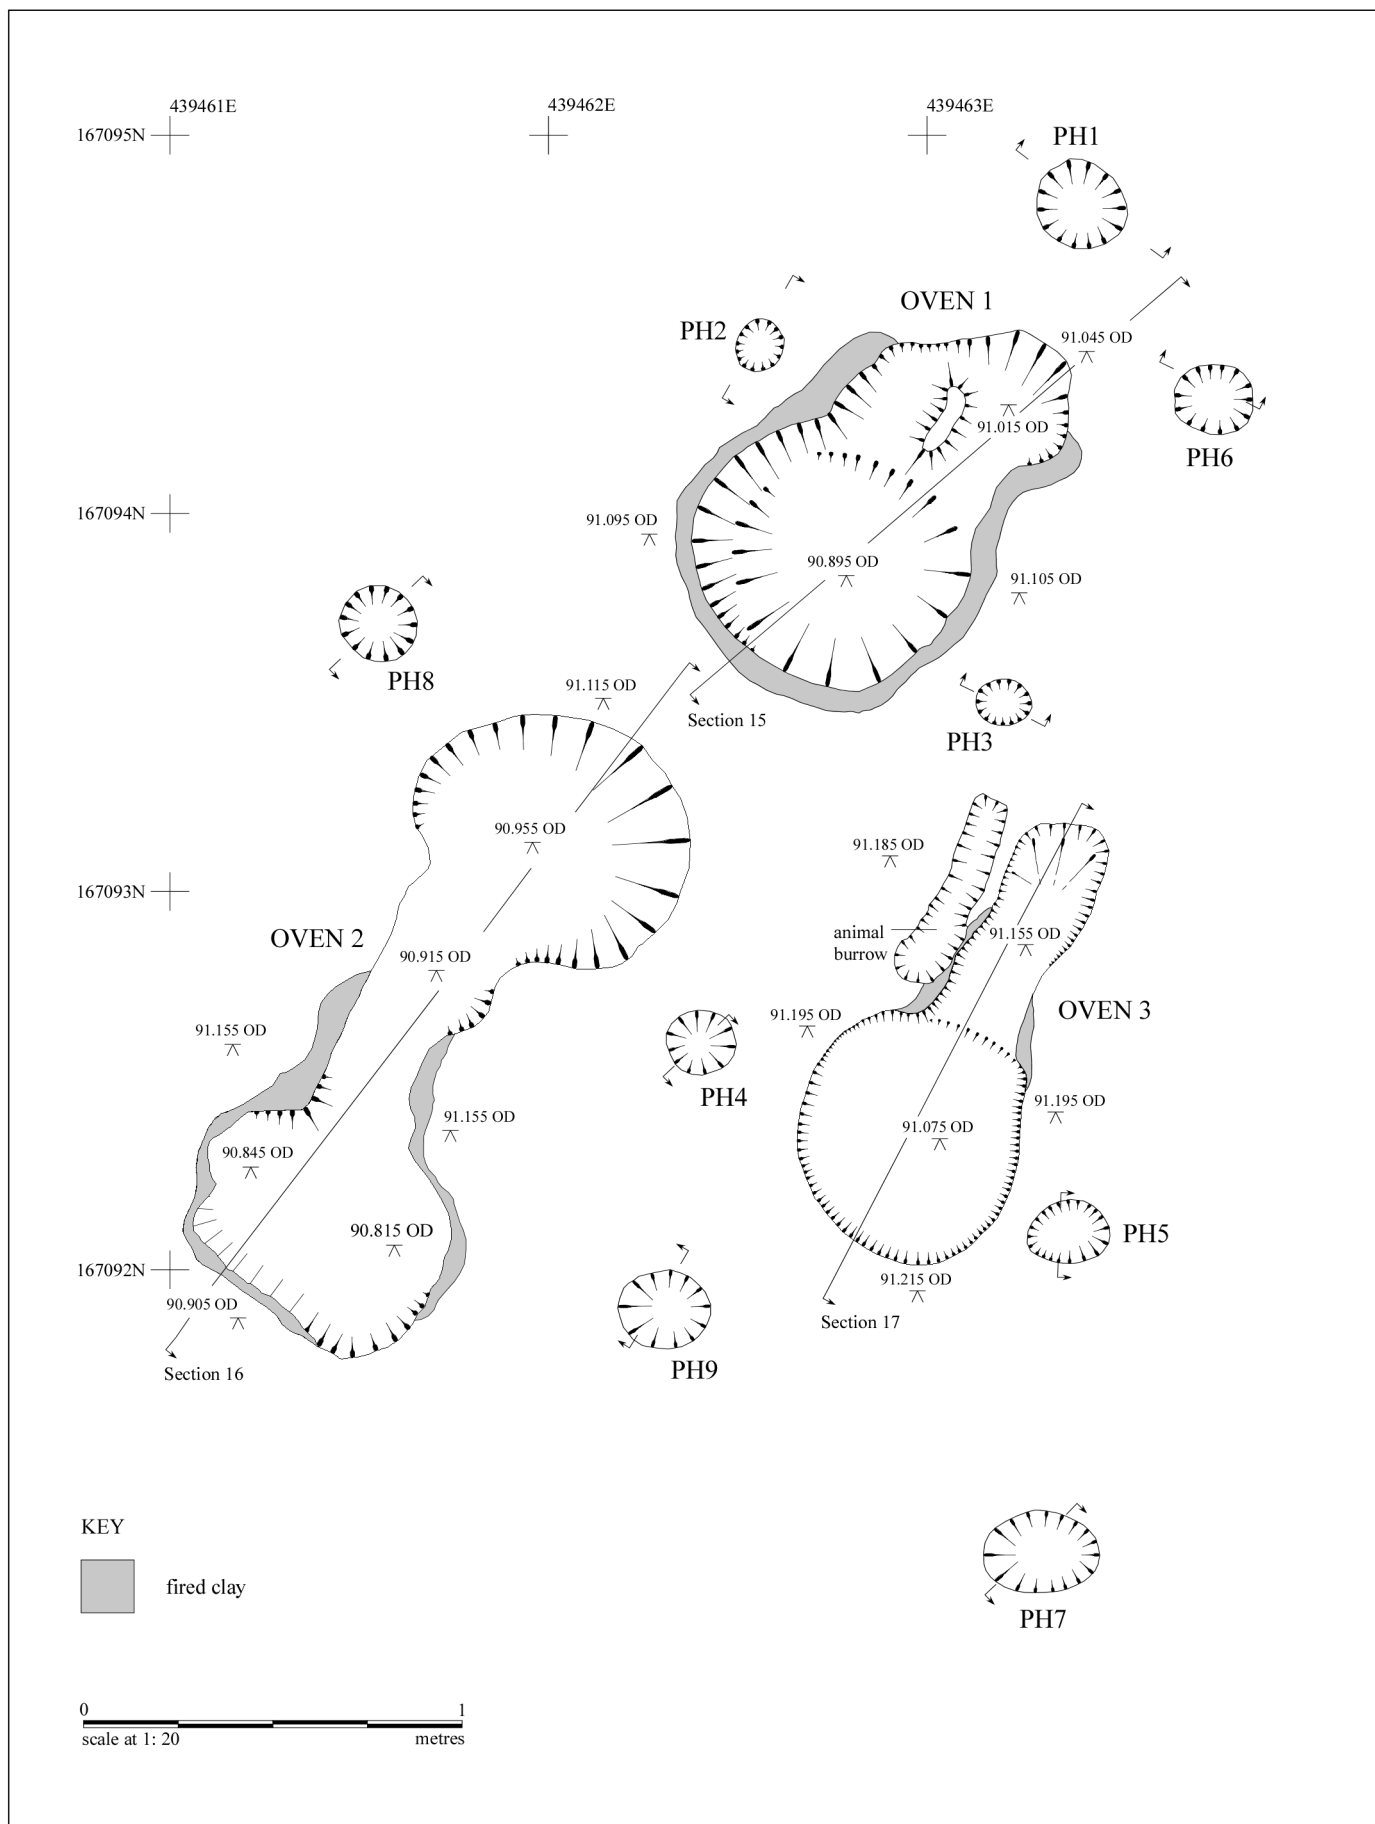 439461E
439462E
439463E
167095N
PH1
OVEN 1
PH2
91.045 OD
91.015 OD
PH6
167094N
91.095 OD
90.895 OD
91.105 OD
PH8
91.115 OD
Section 15
PH3
90.955 OD
91.185 OD
167093N
animal
burrow
91.155 OD
OVEN 2
90.915 OD
OVEN 3
91.155 OD
91.195 OD
PH4
91.195 OD
91.155 OD
91.075 OD
90.845 OD
90.815 OD
PH5
167092N
91.215 OD
90.905 OD
Section 17
Section 16
PH9
KEY
fired clay
PH7
0 1
scale at 1: 20 metres